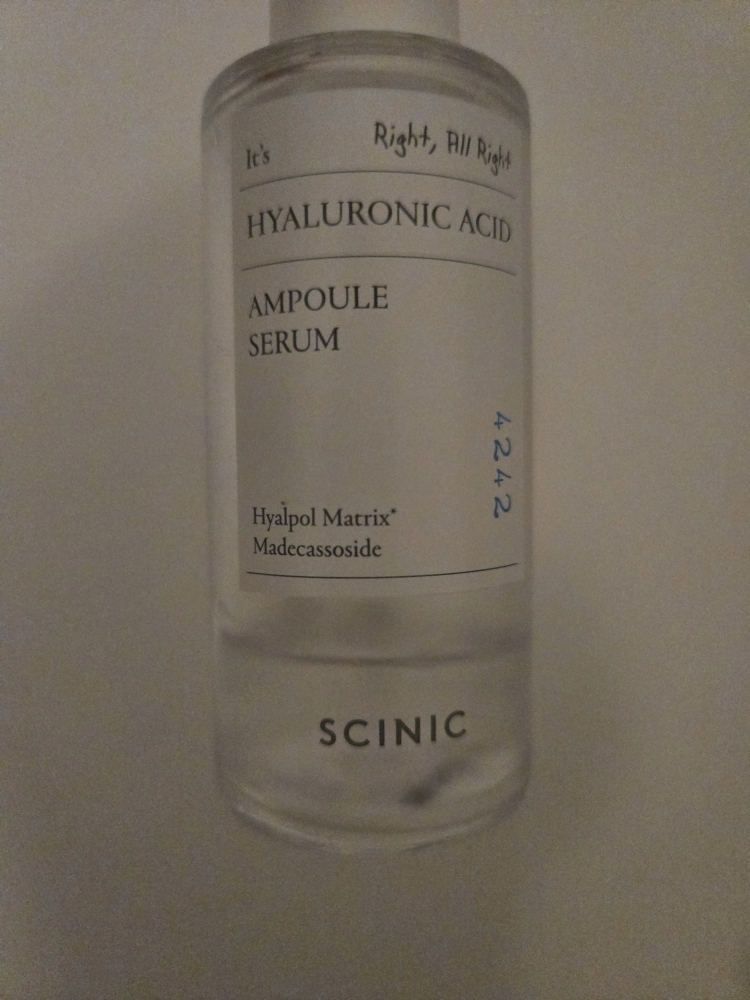 It's Right, All Right
HYALURONIC ACID
AMPOULE
SERUM
4242
Hyalpol Matrix*
Madecassoside
SCINIC